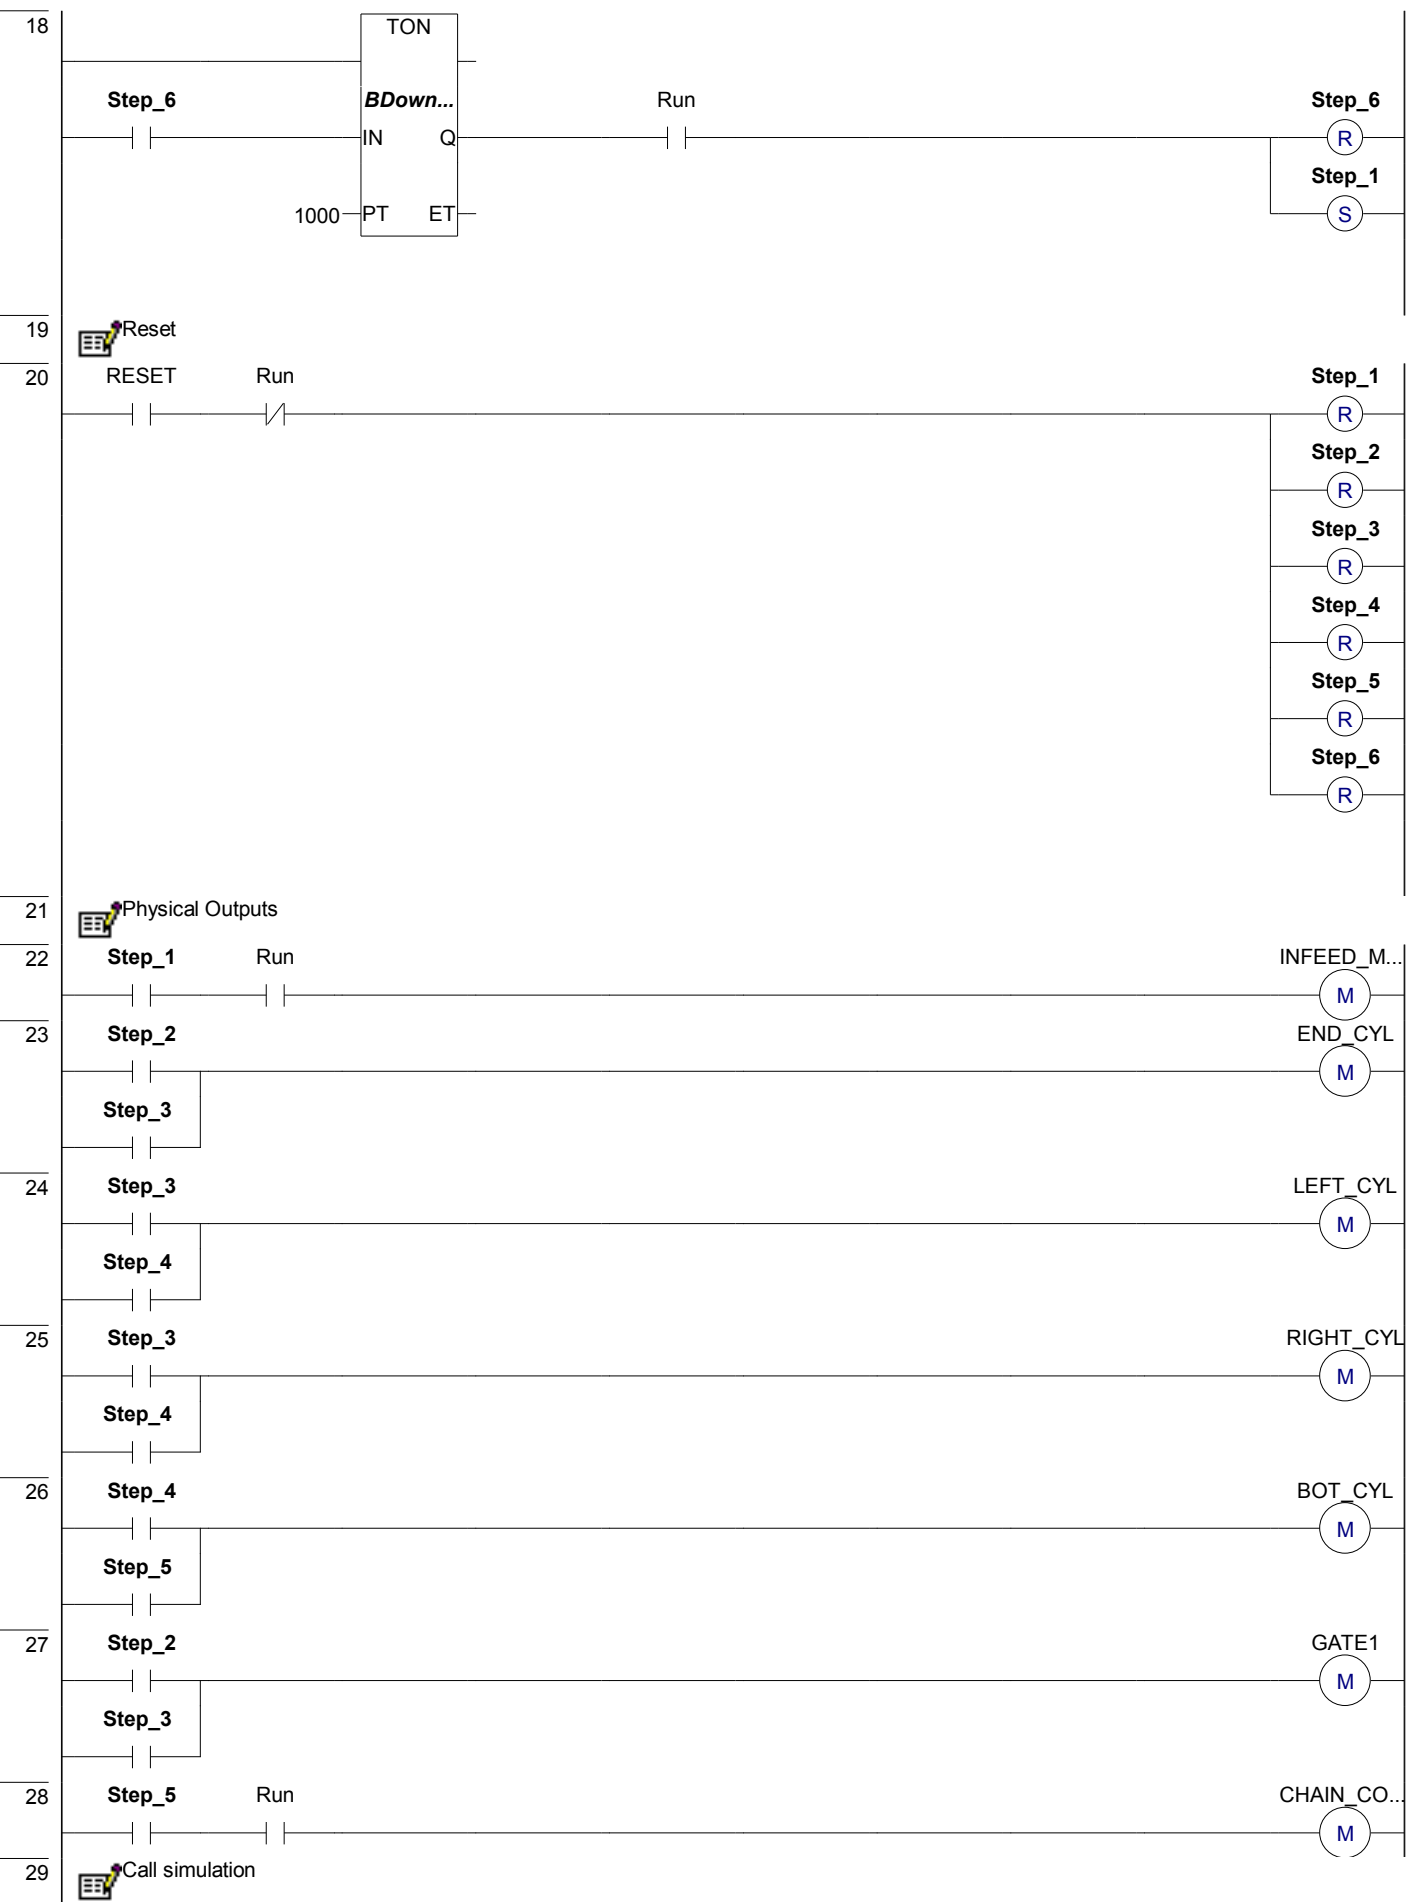 18
TON
Step_6
BDown...
Run
Step_6
IN Q
R
Step_1
1000 PT ET
S
19 Reset
20 RESET Run Step_1
R
Step_2
R
Step_3
R
Step_4
R
Step_5
R
Step_6
R
21 Physical Outputs
22 Step_1 Run INFEED_M...
M
23 Step_2 END_CYL
M
Step_3
24 Step_3 LEFT_CYL
M
Step_4
25 Step_3 RIGHT_CYL
M
Step_4
26 Step_4 BOT_CYL
M
Step_5
27 Step_2 GATE1
M
Step_3
28 Step_5 Run CHAIN_CO...
M
29 Call simulation